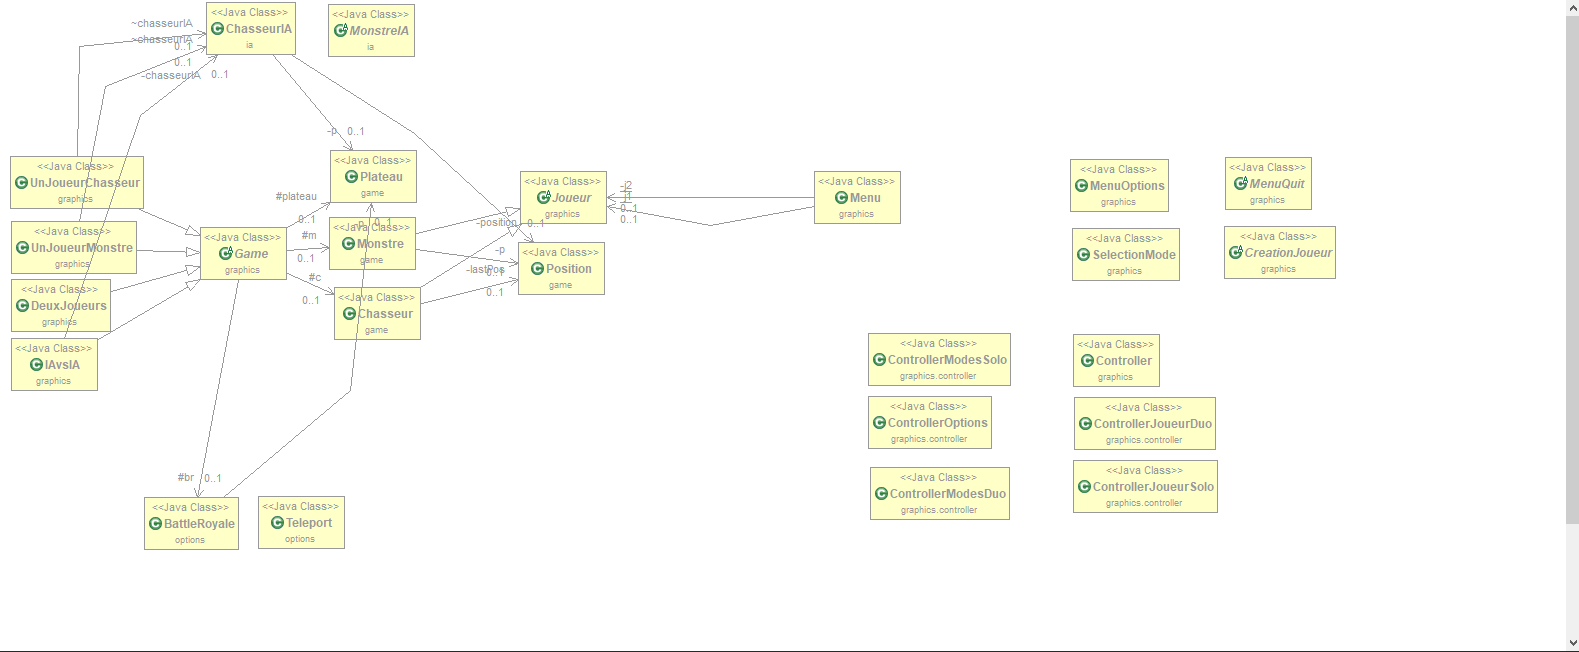 <<Java Class>>
ChasseurIA
ia
<<Java Class>>
MonstreIA
ia
~chasseurIA
0..1
~chasseurIA
0..1
-chasseurIA
0..1
-p
0..1
<<Java Class>>
UnJoueurChasseur
graphics
<<Java Class>>
UnJoueurMonstre
graphics
<<Java Class>>
DeuxJoueurs
graphics
<<Java Class>>
IAvsIA
graphics
<<Java Class>>
Game
graphics
#plateau
0..1
#m
0..1
#c
0..1
<<Java Class>>
Plateau
game
-p
0..1
<<Java Class>>
Monstre
game
<<Java Class>>
Chasseur
game
<<Java Class>>
Joueur
graphics
-position
0..1
-p
0..1
-lastPos
0..1
<<Java Class>>
Position
game
-j2
-j1
0..1
0..1
<<Java Class>>
Menu
graphics
<<Java Class>>
MenuOptions
graphics
<<Java Class>>
MenuQuit
graphics
<<Java Class>>
SelectionMode
graphics
<<Java Class>>
CreationJoueur
graphics
<<Java Class>>
ControllerModesSolo
graphics.controller
<<Java Class>>
Controller
graphics
<<Java Class>>
ControllerOptions
graphics.controller
<<Java Class>>
ControllerJoueurDuo
graphics.controller
<<Java Class>>
ControllerModesDuo
graphics.controller
<<Java Class>>
ControllerJoueurSolo
graphics.controller
#br
0..1
<<Java Class>>
BattleRoyale
options
<<Java Class>>
Teleport
options